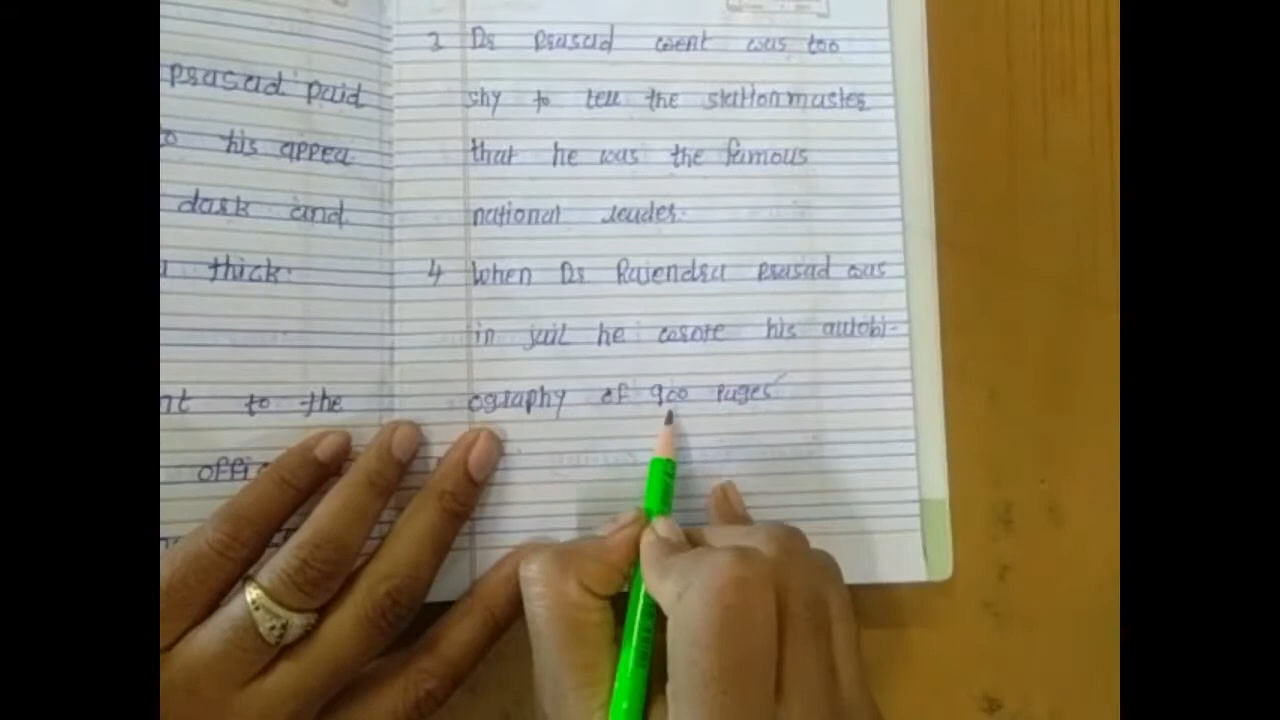 prasad paid
his appea
dark and
thick.
to the
offi
3 Dr prasad went was too
shy to tell the stationmaster
that he was the famous
national leader.
4 When Dr Rajendra prasad was
in jail he wrote his autobi-
ography of 900 Pages